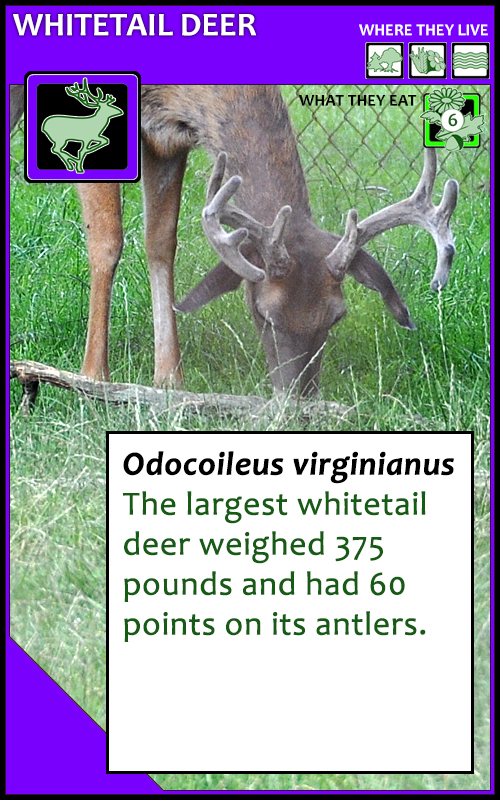 WHITETAIL DEER
WHERE THEY LIVE
WHAT THEY EAT
6
Odocoileus virginianus
The largest whitetail
deer weighed 375
pounds and had 60
points on its antlers.